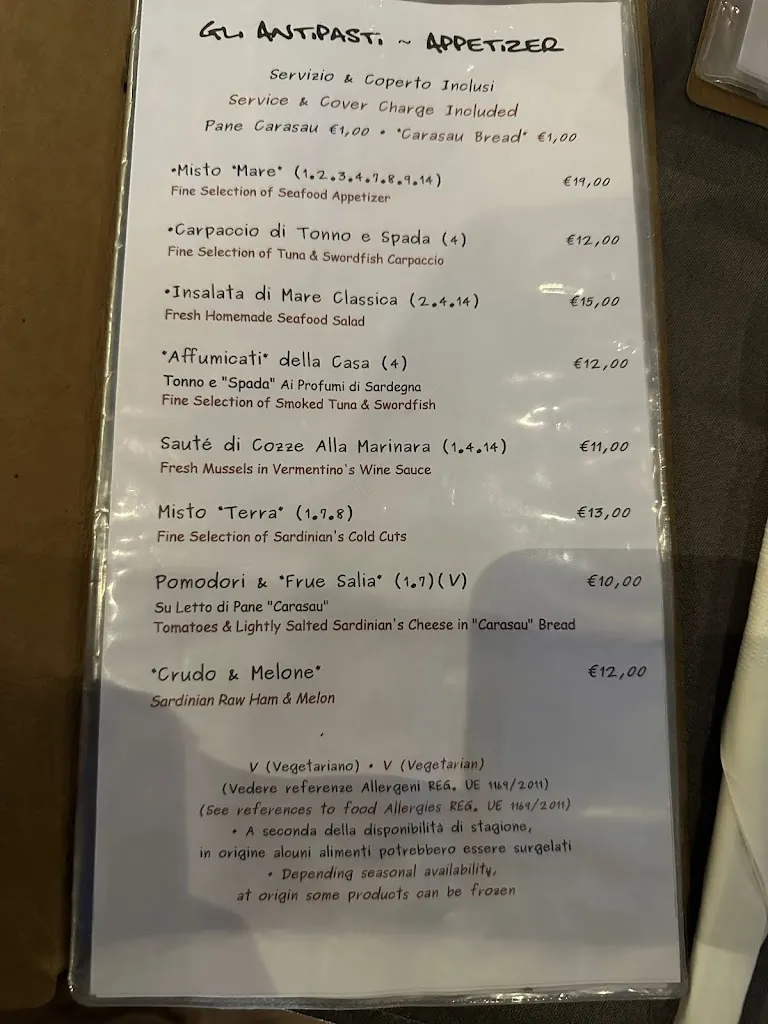 GLi ANTiPASTi ~ APPETiZER
Servizio & Coperto Inclusi
Service & Cover Charge Included
Pane Carasau €1,00 • "Carasau Bread" €1,00
•Misto "Mare" (1.2.3.4.7.8.9.14) €19,00
Fine Selection of Seafood Appetizer
•Carpaccio di Tonno e Spada (4) €12,00
Fine Selection of Tuna & Swordfish Carpaccio
•Insalata di Mare Classica (2.4.14) €15,00
Fresh Homemade Seafood Salad
"Affumicati" della Casa (4) €12,00
Tonno e "Spada" Ai Profumi di Sardegna
Fine Selection of Smoked Tuna & Swordfish
Sauté di Cozze Alla Marinara (1.4.14) €11,00
Fresh Mussels in Vermentino's Wine Sauce
Misto "Terra" (1.7.8) €13,00
Fine Selection of Sardinian's Cold Cuts
Pomodori & "Frue Salia" (1.7)(V) €10,00
Su Letto di Pane "Carasau"
Tomatoes & Lightly Salted Sardinian's Cheese in "Carasau" Bread
"Crudo & Melone" €12,00
Sardinian Raw Ham & Melon
V (Vegetariano) • V (Vegetarian)
(Vedere referenze Allergeni REG. UE 1169/2011)
(See references to food Allergies REG. UE 1169/2011)
• A seconda della disponibilità di stagione,
in origine alcuni alimenti potrebbero essere surgelati
• Depending seasonal availability,
at origin some products can be frozen